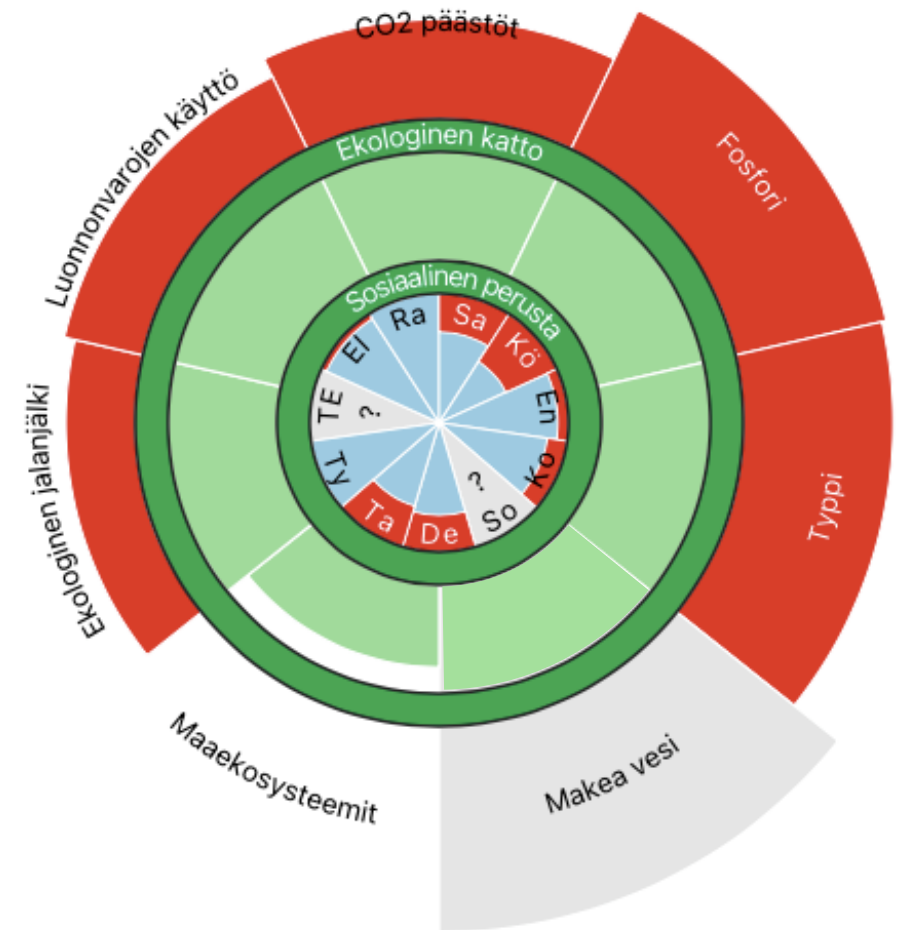 CO2 päästöt
Fosfori
Typpi
Makea vesi
Maaekosysteemit
Ekologinen jalanjälki
Luonnonvarojen käyttö
Ekologinen katto
Sosiaalinen perusta
Sa
Kö
En
Ko
So
?
De
Ta
Ty
TE
?
El
Ra